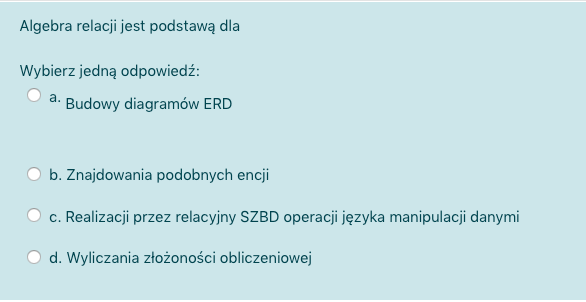 Algebra relacji jest podstawą dla
Wybierz jedną odpowiedź:
a. Budowy diagramów ERD
b. Znajdowania podobnych encji
c. Realizacji przez relacyjny SZBD operacji języka manipulacji danymi
d. Wyliczania złożoności obliczeniowej